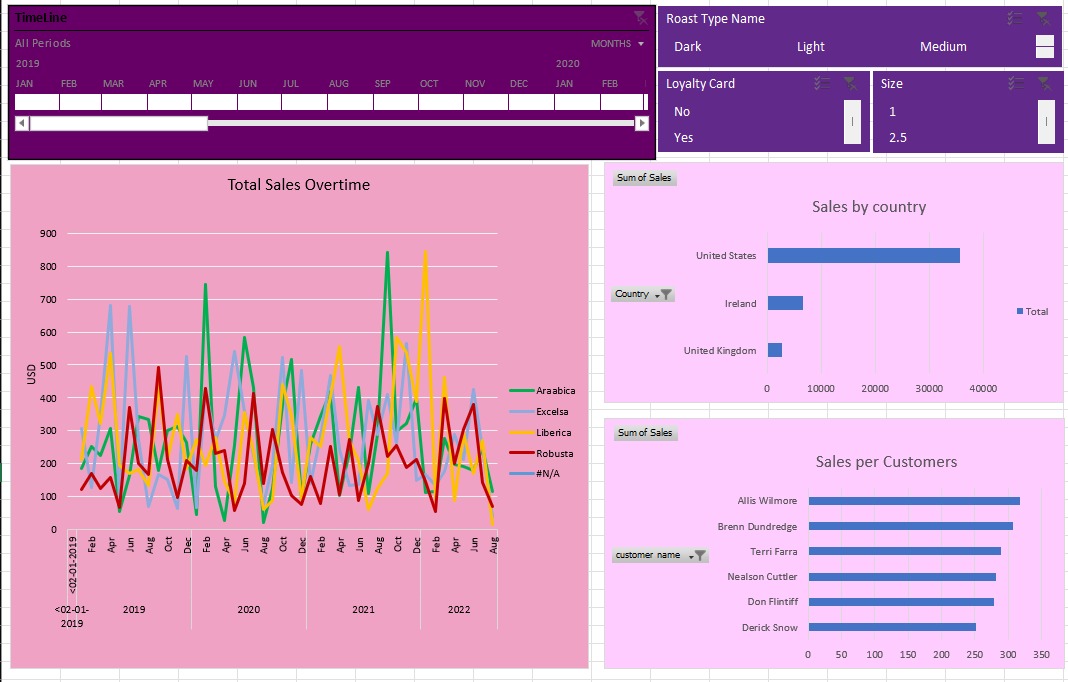 TimeLine
All Periods
MONTHS
2019 2020
JAN FEB MAR APR MAY JUN JUL AUG SEP OCT NOV DEC JAN FEB
Roast Type Name
Dark Light Medium
Loyalty Card
No
Yes
Size
1
2.5
Total Sales Overtime
900
800
700
600
500
400
300
200
100
0
USD
<02-01-2019 Feb Apr Jun Aug Oct Dec Feb Apr Jun Aug Oct Dec Feb Apr Jun Aug Oct Dec Feb Apr Jun Aug
<02-01-2019 2019 2020 2021 2022
Araabica
Excelsa
Liberica
Robusta
#N/A
Sum of Sales
Sales by country
Country
United States
Ireland
United Kingdom
0 10000 20000 30000 40000
Total
Sum of Sales
Sales per Customers
customer name
Allis Wilmore
Brenn Dundredge
Terri Farra
Nealson Cuttler
Don Flintiff
Derick Snow
0 50 100 150 200 250 300 350